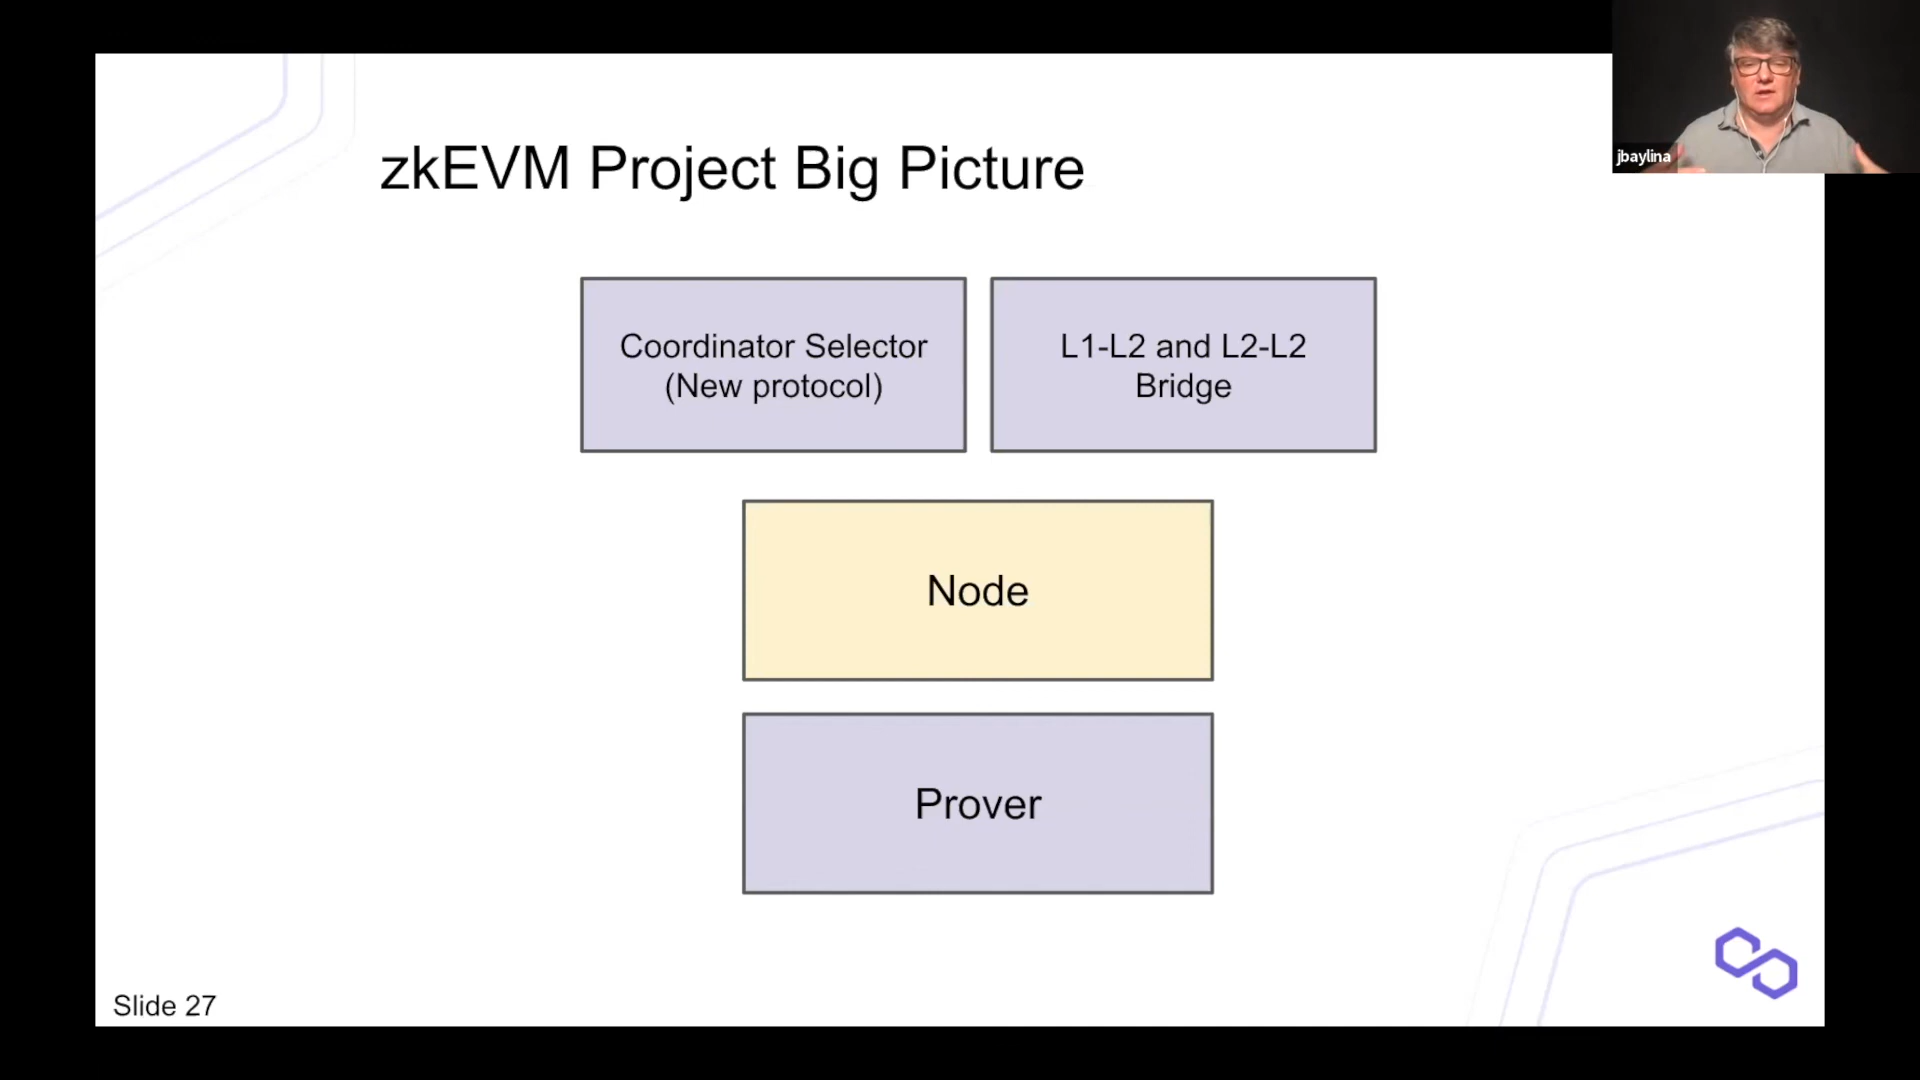 zkEVM Project Big Picture
jbaylina
Coordinator Selector
(New protocol)
L1-L2 and L2-L2
Bridge
Node
Prover
Slide 27